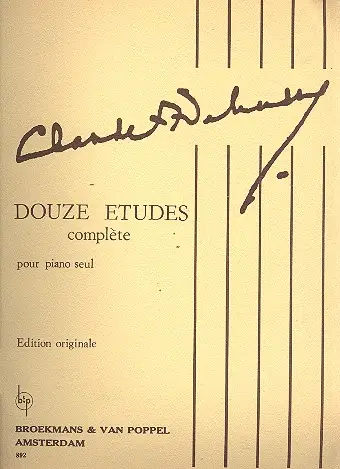 Claude Debussy
DOUZE ETUDES
complète
pour piano seul
Edition originale
BROEKMANS & VAN POPPEL
AMSTERDAM
892